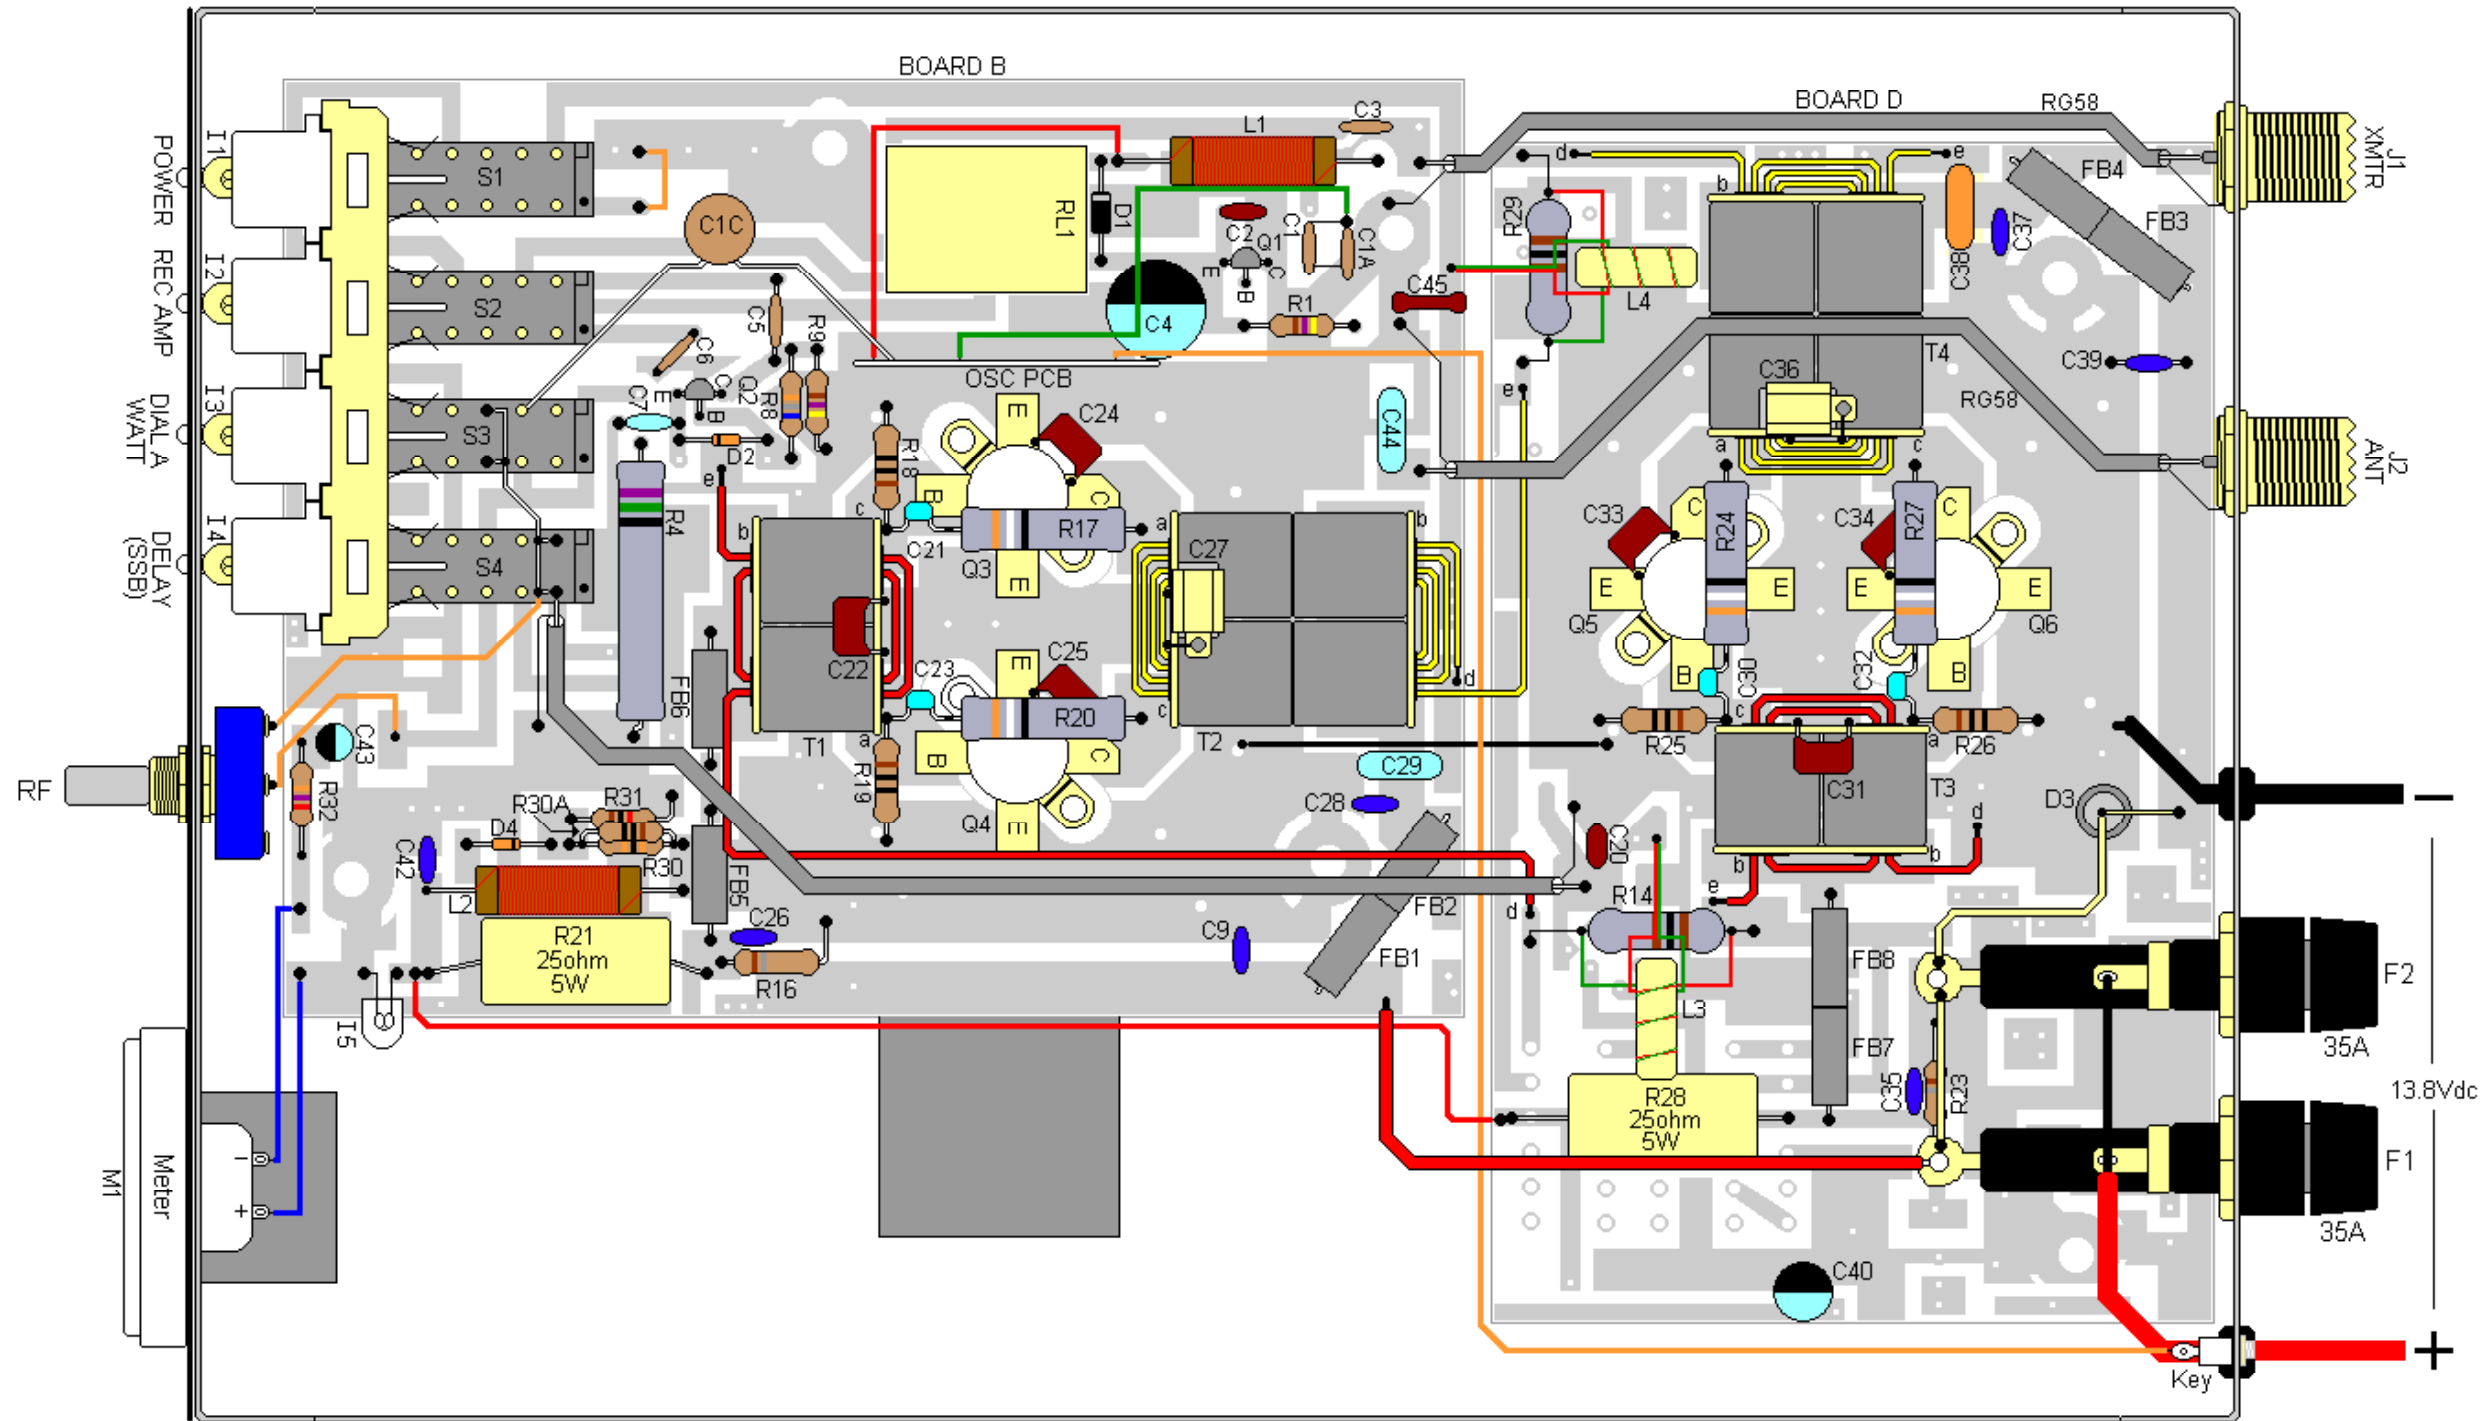 BOARD B
BOARD D
RG58
J1
XMTR
I1
POWER
S1
C1C
RL1
D1
L1
C3
C2
Q1
E
C
B
C1
C1A
R1
C4
C45
R29
L4
d
e
b
FB4
FB3
C38
C37
C39
T4
C36
RG58
a
c
J2
ANT
I2
REC AMP
S2
C5
R9
C6
Q2
E
C
B
R8
C7
D2
OSC PCB
I3
DIAL A
WATT
S3
R4
e
b
c
R18
E
C24
B
C
C21
R17
Q3
E
C44
e
a
C27
b
I4
DELAY
(SSB)
S4
C33
C
R24
E
E
Q5
B
C30
C34
R27
C
E
E
Q6
B
C32
FB6
C22
T1
a
C23
E
C25
R20
B
C
R19
Q4
E
c
T2
d
C29
C28
R25
c
R26
a
C31
T3
b
b
d
e
D3
−
RF
C43
R32
R30A
R31
D4
R30
C42
L2
FB5
C26
R21
25ohm
5W
R16
I5
C9
FB2
FB1
C20
R14
d
L3
FB8
FB7
R28
25ohm
5W
C35
R23
F2
35A
13.8Vdc
F1
35A
−
+
Meter
M1
C40
Key
+